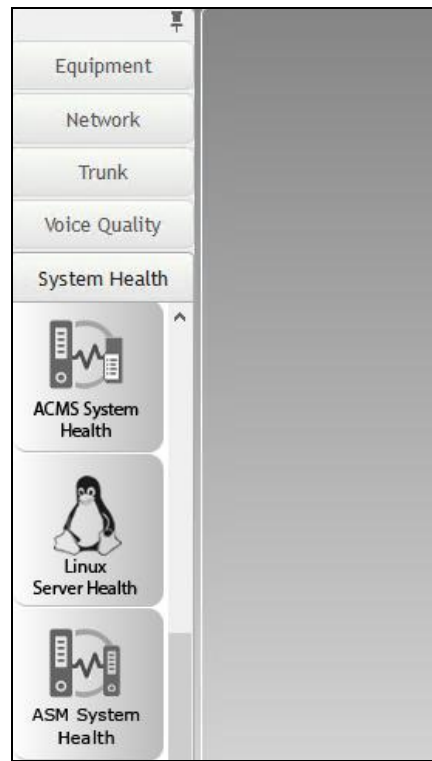 Equipment
Network
Trunk
Voice Quality
System Health
ACMS System
Health
Linux
Server Health
ASM System
Health